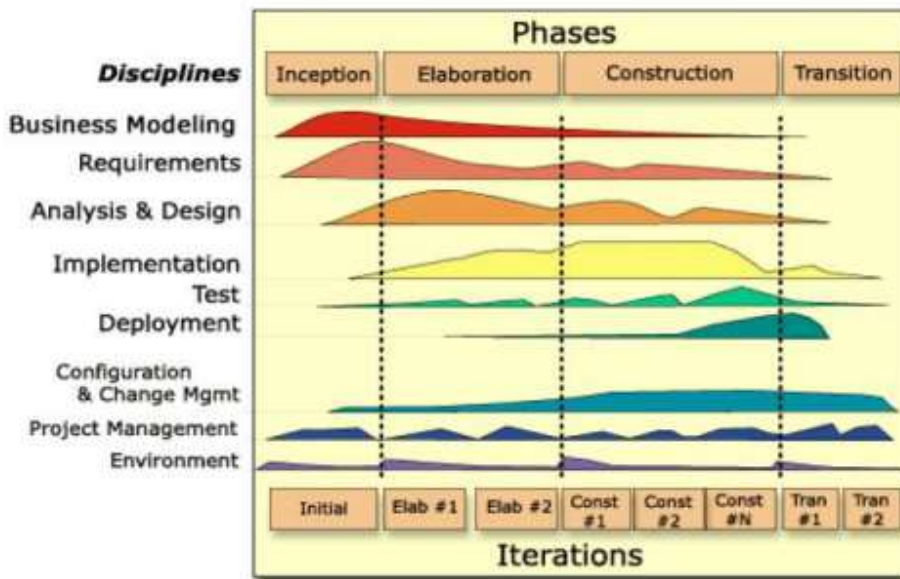 Phases
Disciplines Inception Elaboration Construction Transition
Business Modeling
Requirements
Analysis & Design
Implementation
Test
Deployment
Configuration
& Change Mgmt
Project Management
Environment
Initial Elab #1 Elab #2 Const #1 Const #2 Const #N Tran #1 Tran #2
Iterations